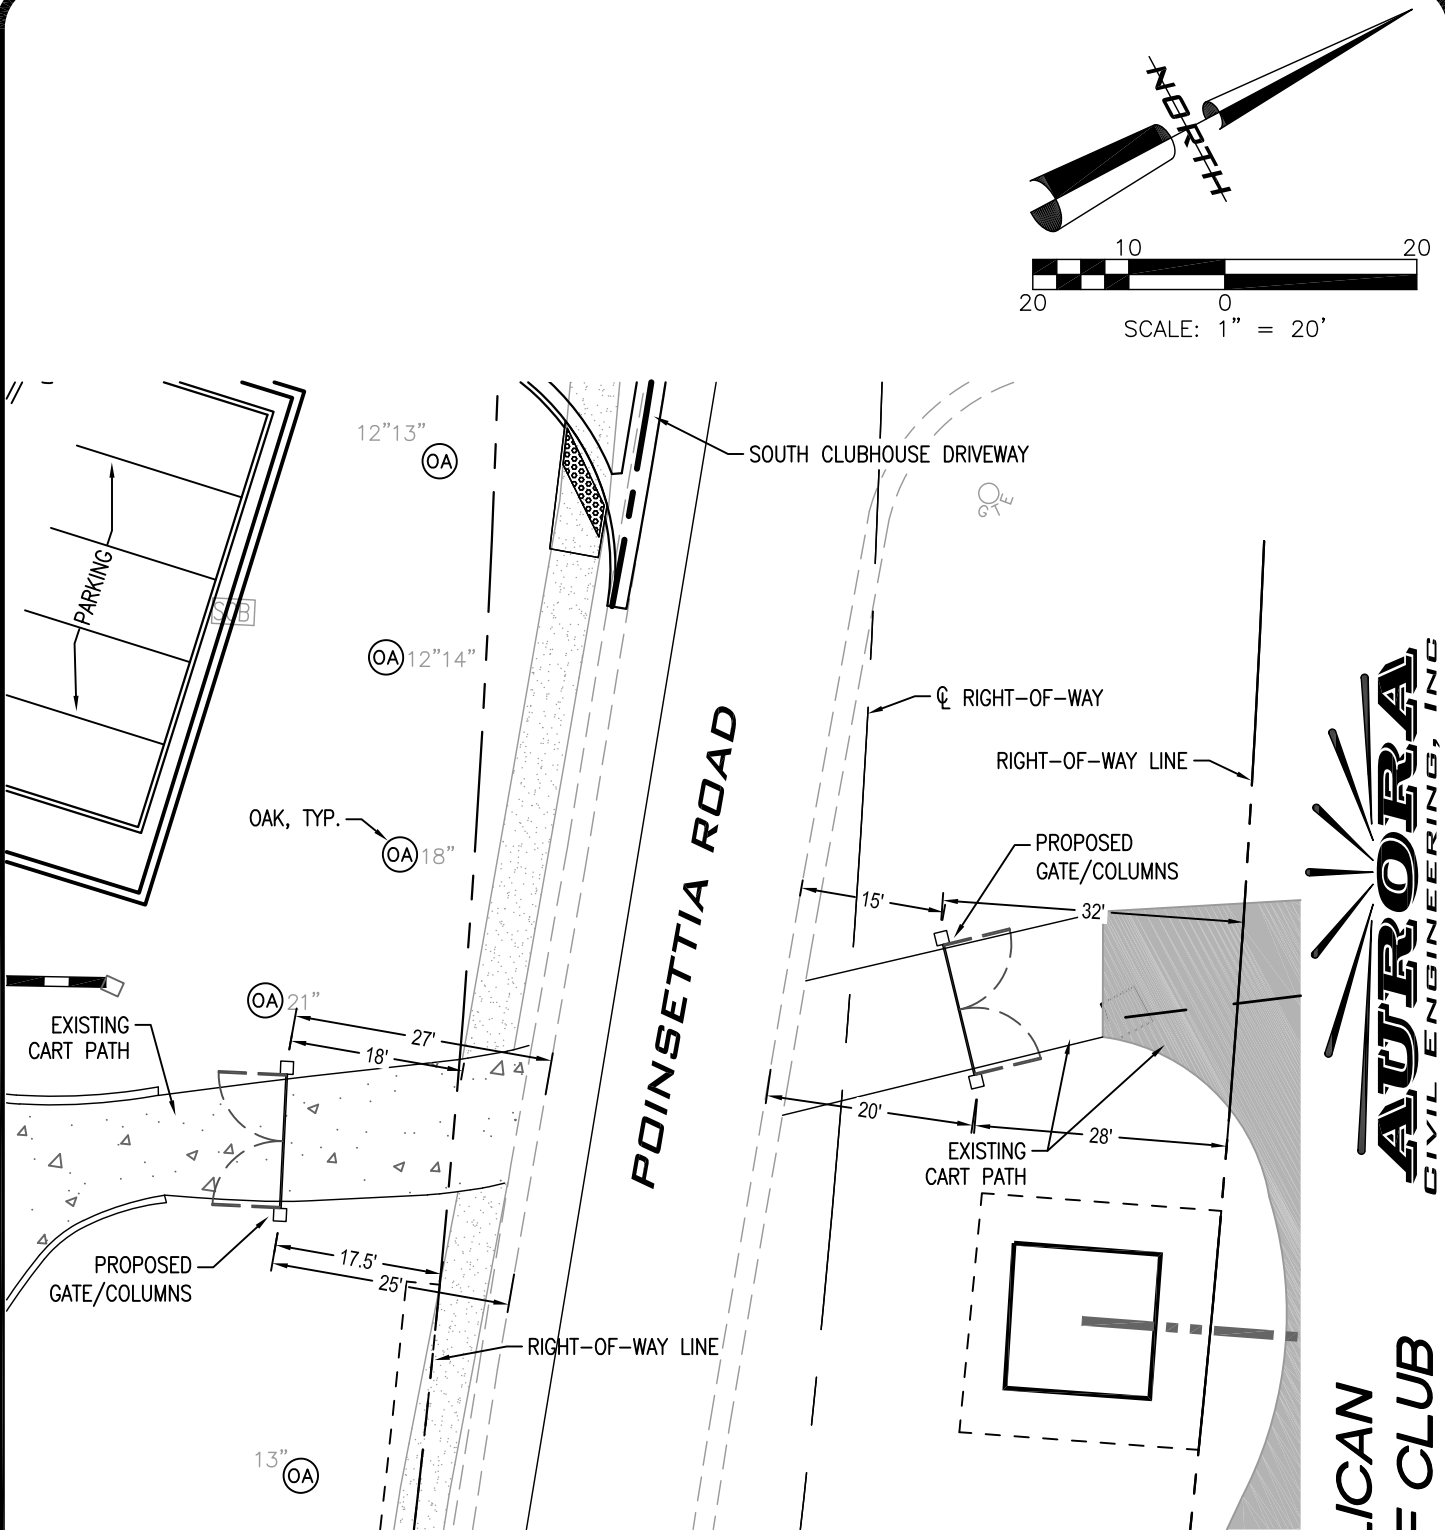 NORTH
10 20
20 0
SCALE: 1" = 20'
12"13"
OA
SOUTH CLUBHOUSE DRIVEWAY
GTE
PARKING
SCB
OA 12"14"
℄ RIGHT-OF-WAY
RIGHT-OF-WAY LINE
OAK, TYP.
OA 18"
POINSETTIA ROAD
PROPOSED
GATE/COLUMNS
15'
32'
OA 21"
EXISTING
CART PATH
27'
18'
20'
28'
EXISTING
CART PATH
PROPOSED
GATE/COLUMNS
17.5'
25'
RIGHT-OF-WAY LINE
13"
OA
AURORA
CIVIL ENGINEERING, INC
CLUB